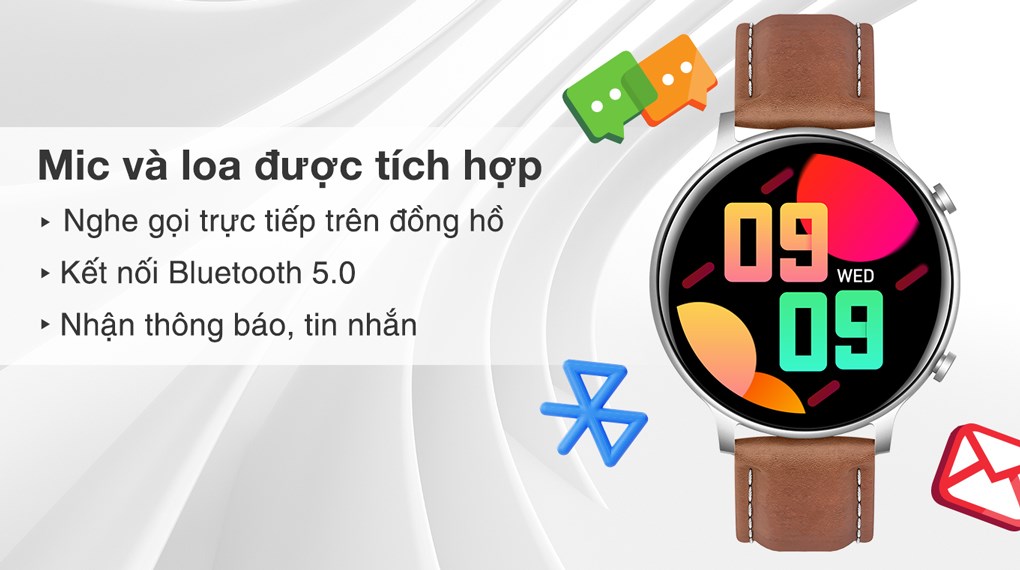 Mic và loa được tích hợp
▸ Nghe gọi trực tiếp trên đồng hồ
▸ Kết nối Bluetooth 5.0
▸ Nhận thông báo, tin nhắn
09
WED
09